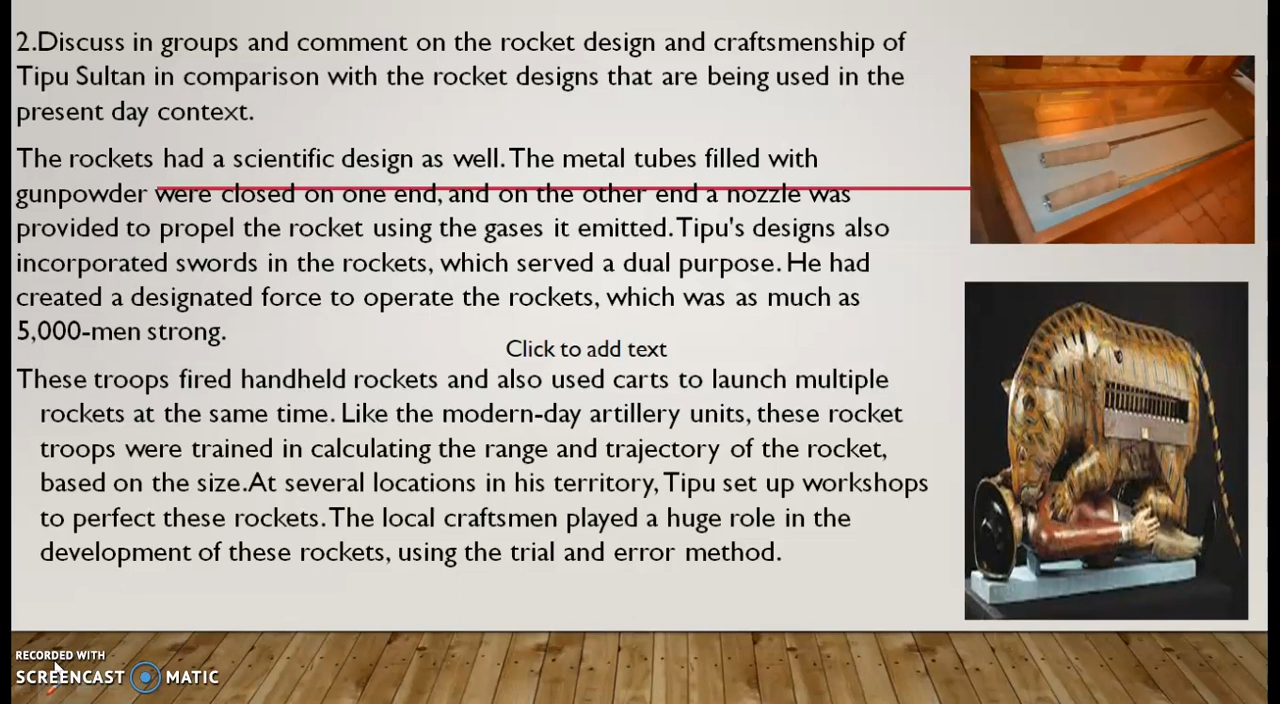 2.Discuss in groups and comment on the rocket design and craftsmenship of
Tipu Sultan in comparison with the rocket designs that are being used in the
present day context.
The rockets had a scientific design as well. The metal tubes filled with
gunpowder were closed on one end, and on the other end a nozzle was
provided to propel the rocket using the gases it emitted. Tipu's designs also
incorporated swords in the rockets, which served a dual purpose. He had
created a designated force to operate the rockets, which was as much as
5,000-men strong.
Click to add text
These troops fired handheld rockets and also used carts to launch multiple
rockets at the same time. Like the modern-day artillery units, these rocket
troops were trained in calculating the range and trajectory of the rocket,
based on the size.At several locations in his territory, Tipu set up workshops
to perfect these rockets. The local craftsmen played a huge role in the
development of these rockets, using the trial and error method.
RECORDED WITH
SCREENCAST MATIC